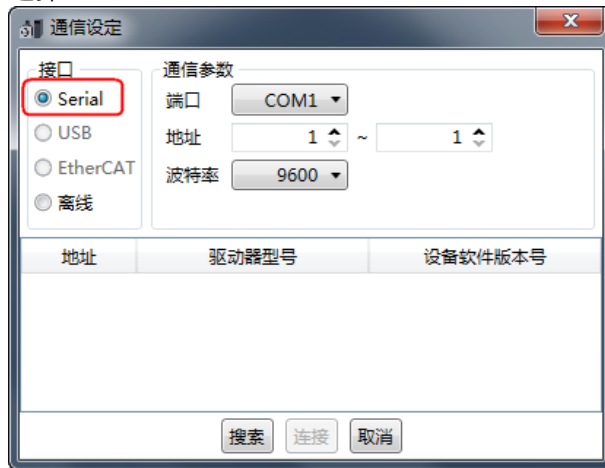 通信设定
接口
Serial
USB
EtherCAT
离线
通信参数
端口 COM1
地址 1 ~ 1
波特率 9600
地址 驱动器型号 设备软件版本号
搜索 连接 取消